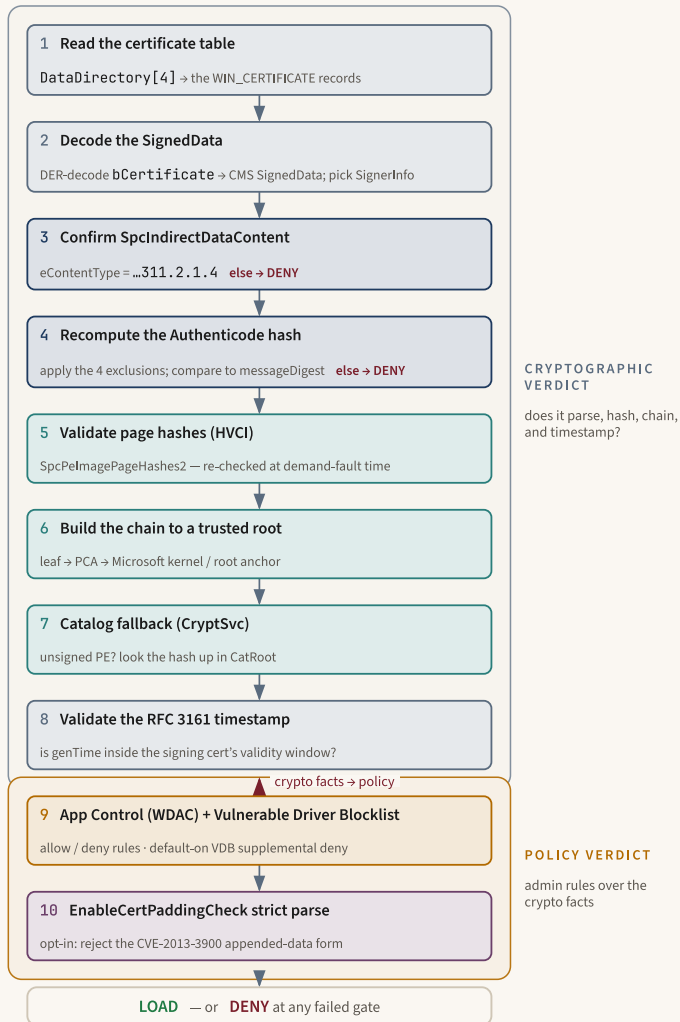 1 Read the certificate table
DataDirectory[4] → the WIN_CERTIFICATE records
2 Decode the SignedData
DER-decode bCertificate → CMS SignedData; pick SignerInfo
3 Confirm SpcIndirectDataContent
eContentType = …311.2.1.4 else → DENY
4 Recompute the Authenticode hash
apply the 4 exclusions; compare to messageDigest else → DENY
CRYPTOGRAPHIC
VERDICT
does it parse, hash, chain,
and timestamp?
5 Validate page hashes (HVCI)
SpcPeImagePageHashes2 — re-checked at demand-fault time
6 Build the chain to a trusted root
leaf → PCA → Microsoft kernel / root anchor
7 Catalog fallback (CryptSvc)
unsigned PE? look the hash up in CatRoot
8 Validate the RFC 3161 timestamp
is genTime inside the signing cert’s validity window?
crypto facts → policy
9 App Control (WDAC) + Vulnerable Driver Blocklist
allow / deny rules · default-on VDB supplemental deny
POLICY VERDICT
admin rules over the
crypto facts
10 EnableCertPaddingCheck strict parse
opt-in: reject the CVE-2013-3900 appended-data form
LOAD — or DENY at any failed gate